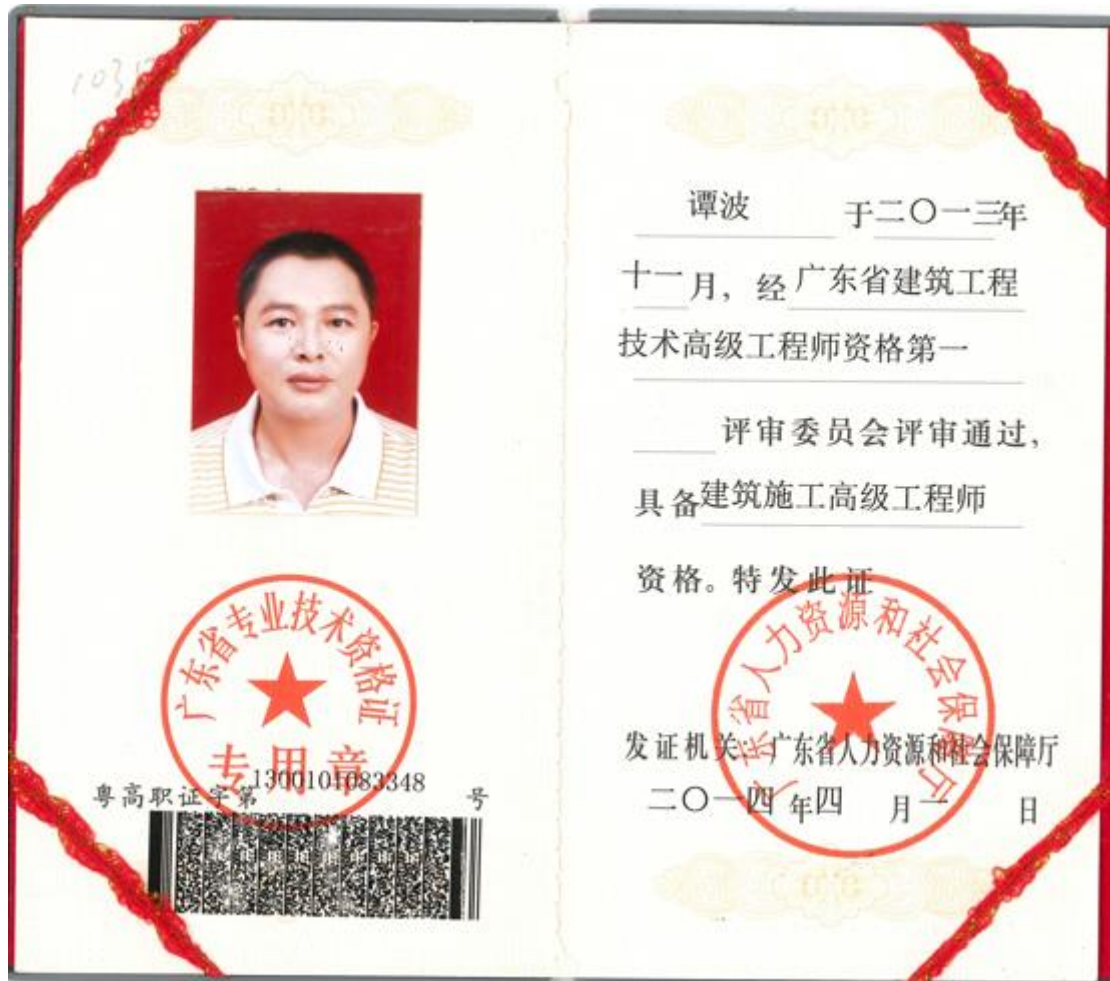 广东省专业技术资格证
专用章
粤高职证字第1300101083348号
谭波 于二〇一三年
十一月，经广东省建筑工程
技术高级工程师资格第一
评审委员会评审通过，
具备建筑施工高级工程师
资格。特发此证
广东省人力资源和社会保障厅
发证机关：广东省人力资源和社会保障厅
二〇一四年四月一日